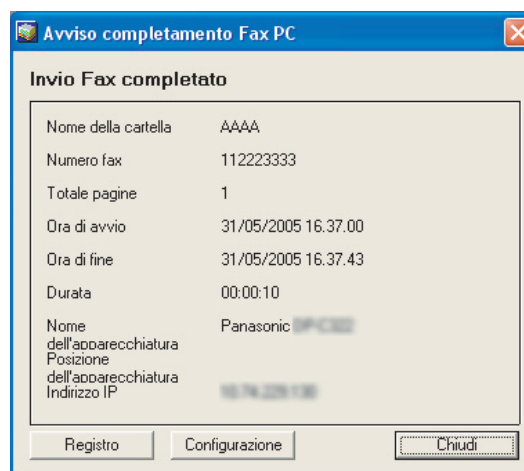 Avviso completamento Fax PC
Invio Fax completato
Nome della cartella AAAA
Numero fax 112223333
Totale pagine 1
Ora di avvio 31/05/2005 16.37.00
Ora di fine 31/05/2005 16.37.43
Durata 00:00:10
Nome Panasonic
dell'apparecchiatura
Posizione
dell'apparecchiatura
Indirizzo IP
Registro Configurazione Chiudi